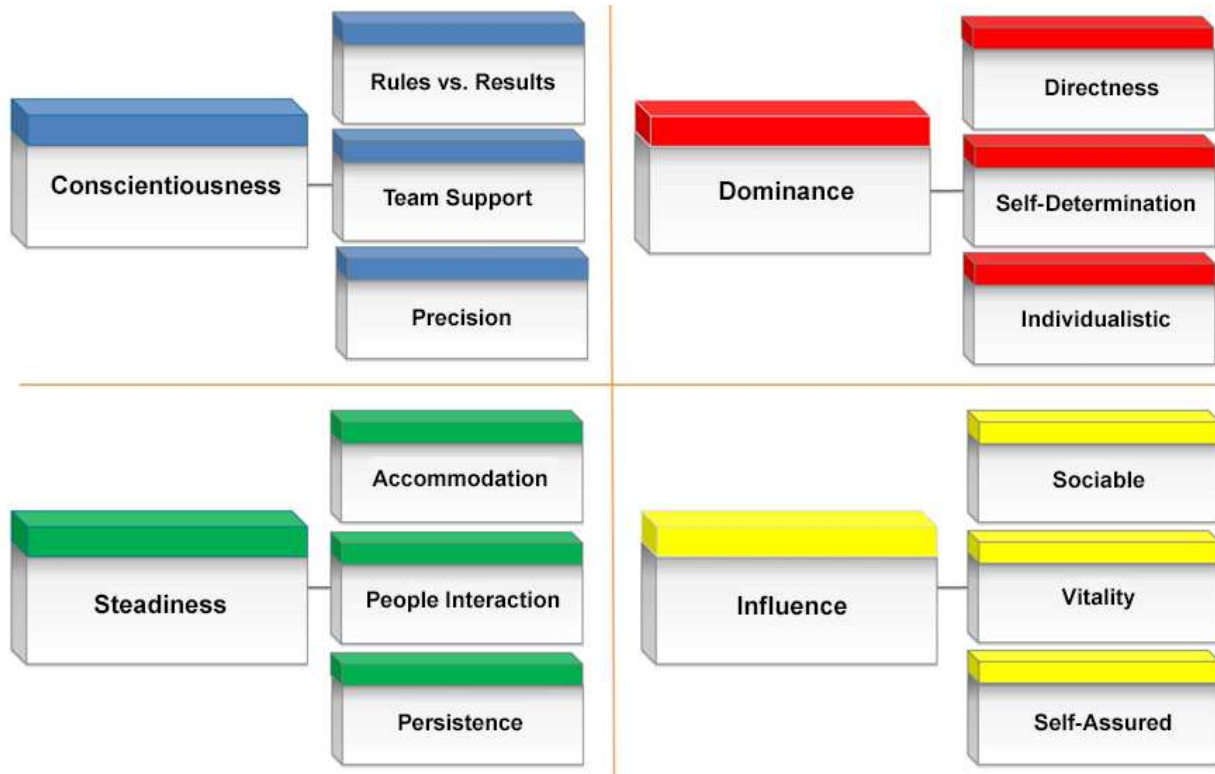 Conscientiousness
Rules vs. Results
Team Support
Precision
Dominance
Directness
Self-Determination
Individualistic
Steadiness
Accommodation
People Interaction
Persistence
Influence
Sociable
Vitality
Self-Assured